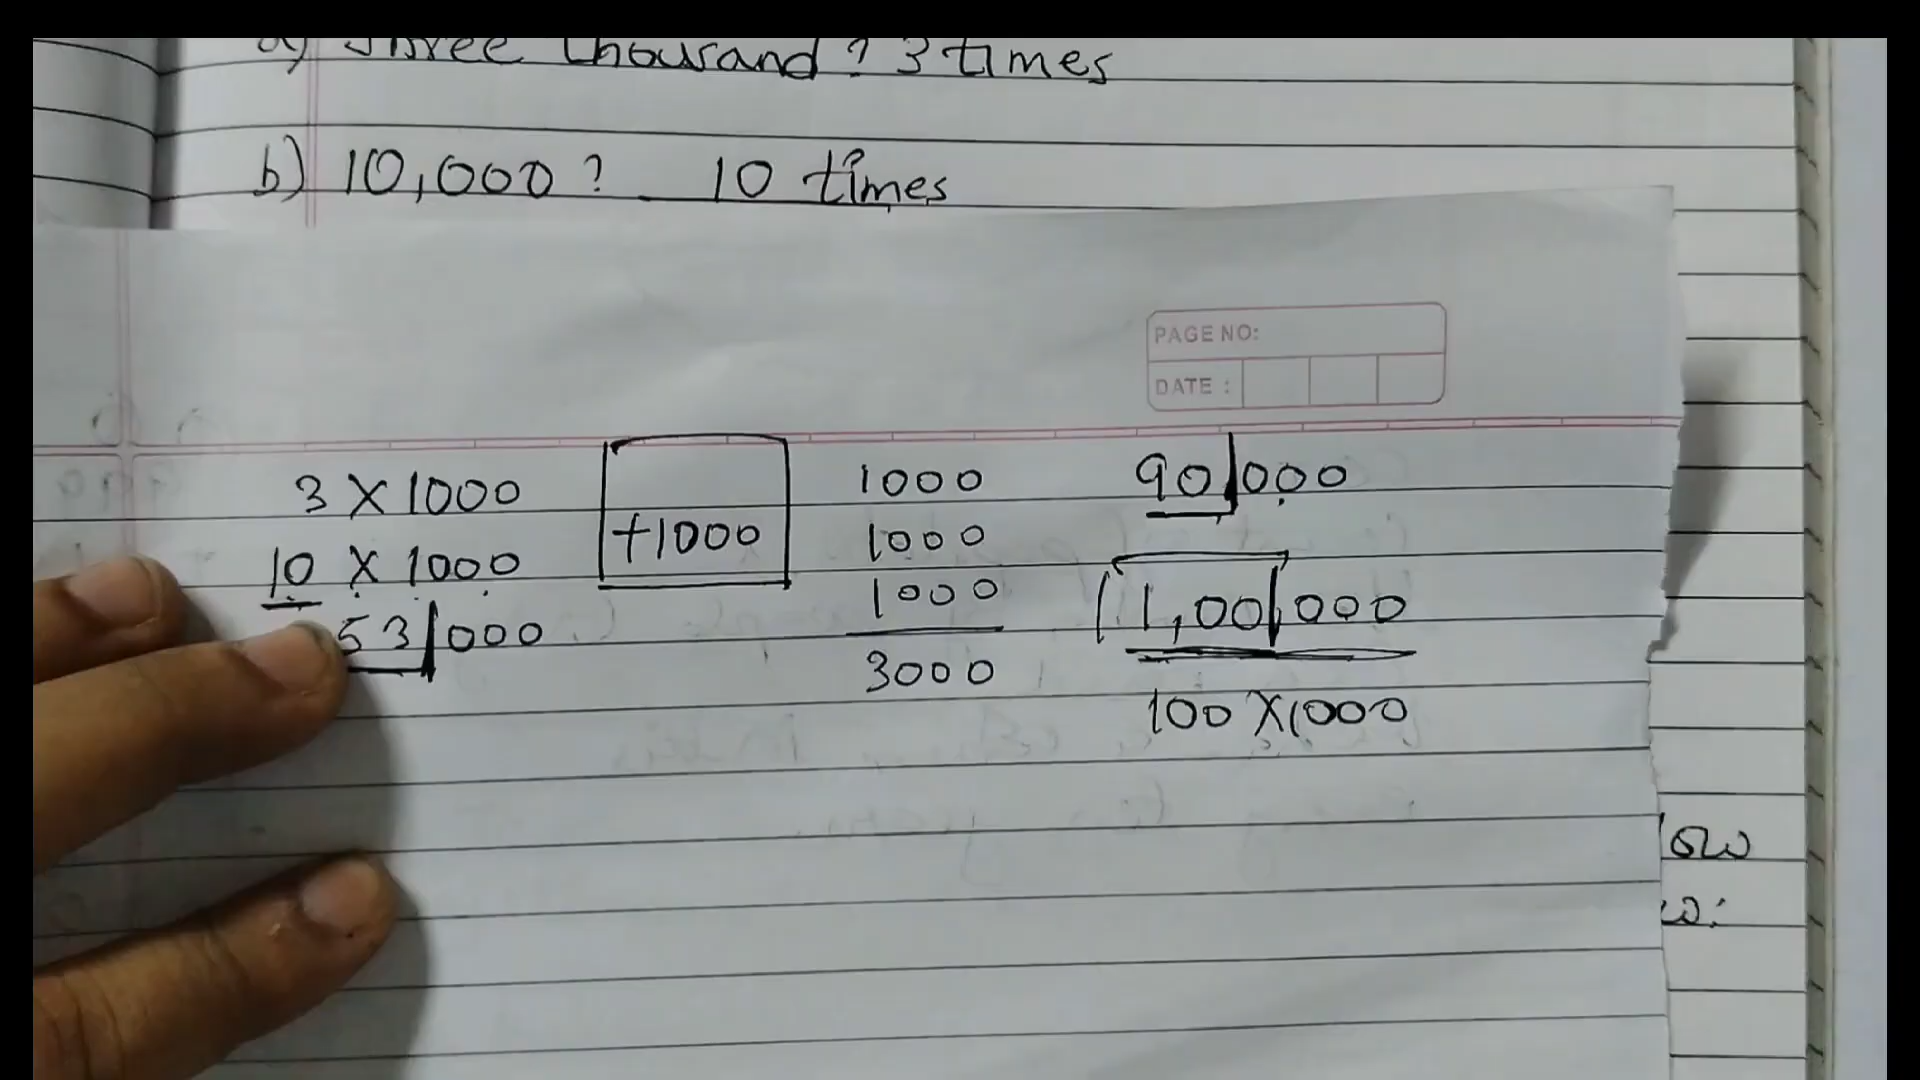 a) Three thousand ? 3 times
b) 10,000 ? 10 times
PAGE NO:
DATE :
3 X 1000
10 X 1000
53|000
+1000
1000
1000
1000
3000
90|000
1,00|,000
100 X 1000